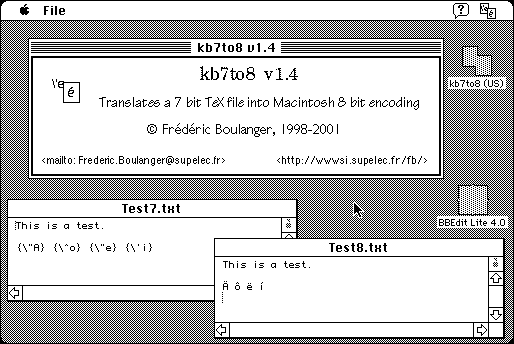 File
kb7to8 v1.4
\'e
é
kb7to8 v1.4
Translates a 7 bit TeX file into Macintosh 8 bit encoding
© Frédéric Boulanger, 1998-2001
<mailto: Frederic.Boulanger@supelec.fr>
<http://wwwsi.supelec.fr/fb/>
kb7to8 (US)
BBEdit Lite 4.0
Test7.txt
This is a test.
{\"A} {\^o} {\"e} {\'i}
Test8.txt
This is a test.
Ä ô ë í